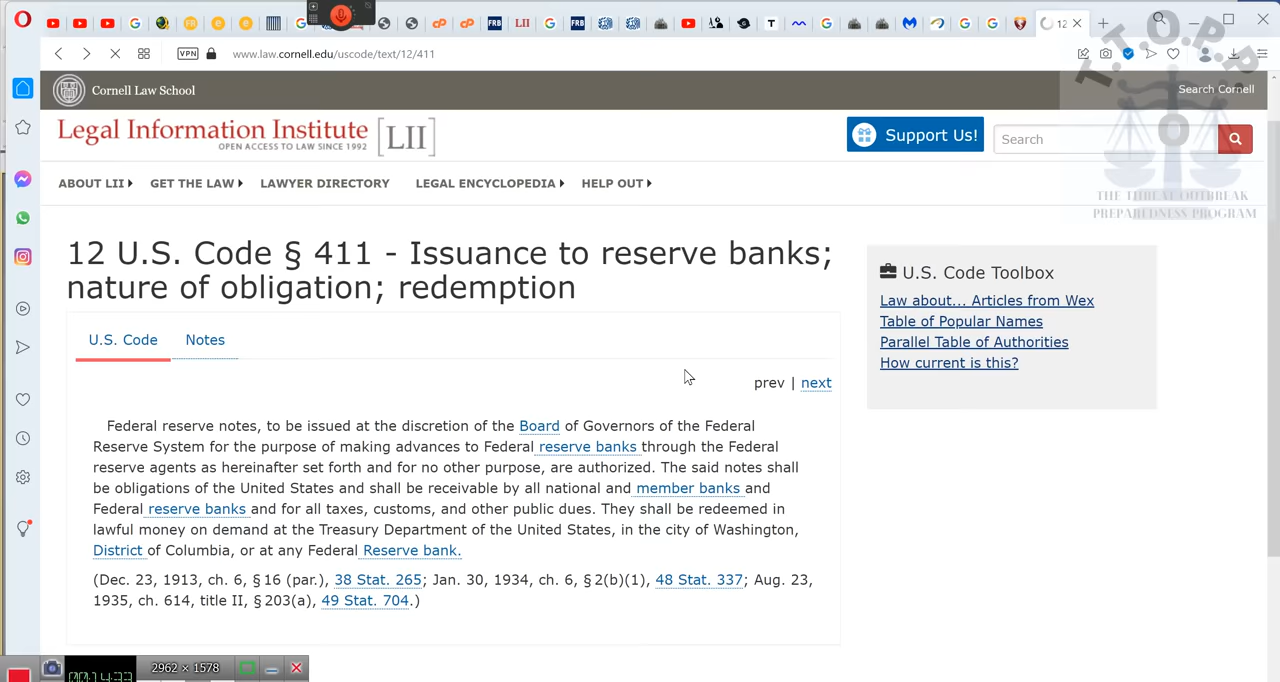 12
VPN
www.law.cornell.edu/uscode/text/12/411
T.T.O.P.P.
Cornell Law School
Search Cornell
Legal Information Institute [LII]
OPEN ACCESS TO LAW SINCE 1992
Support Us!
Search
THE THREAT OUTBREAK
PREPAREDNESS PROGRAM
ABOUT LII
GET THE LAW
LAWYER DIRECTORY
LEGAL ENCYCLOPEDIA
HELP OUT
12 U.S. Code § 411 - Issuance to reserve banks;
nature of obligation; redemption
U.S. Code Toolbox
Law about... Articles from Wex
Table of Popular Names
Parallel Table of Authorities
How current is this?
U.S. Code
Notes
prev | next
Federal reserve notes, to be issued at the discretion of the Board of Governors of the Federal
Reserve System for the purpose of making advances to Federal reserve banks through the Federal
reserve agents as hereinafter set forth and for no other purpose, are authorized. The said notes shall
be obligations of the United States and shall be receivable by all national and member banks and
Federal reserve banks and for all taxes, customs, and other public dues. They shall be redeemed in
lawful money on demand at the Treasury Department of the United States, in the city of Washington,
District of Columbia, or at any Federal Reserve bank.
(Dec. 23, 1913, ch. 6, § 16 (par.), 38 Stat. 265; Jan. 30, 1934, ch. 6, § 2(b)(1), 48 Stat. 337; Aug. 23,
1935, ch. 614, title II, § 203(a), 49 Stat. 704.)
2962 × 1578